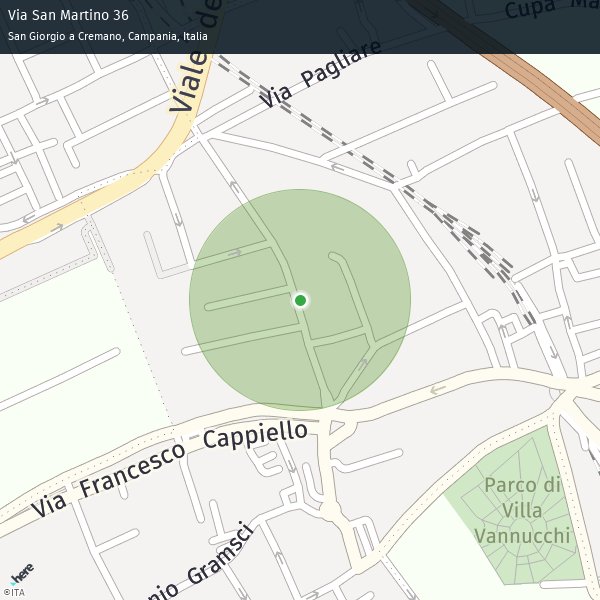 Via San Martino 36
San Giorgio a Cremano, Campania, Italia
Cupa Ma
Viale de
Via Pagliare
Via Francesco Cappiello
Parco di
Villa
Vannucchi
nio Gramsci
here
©ITA